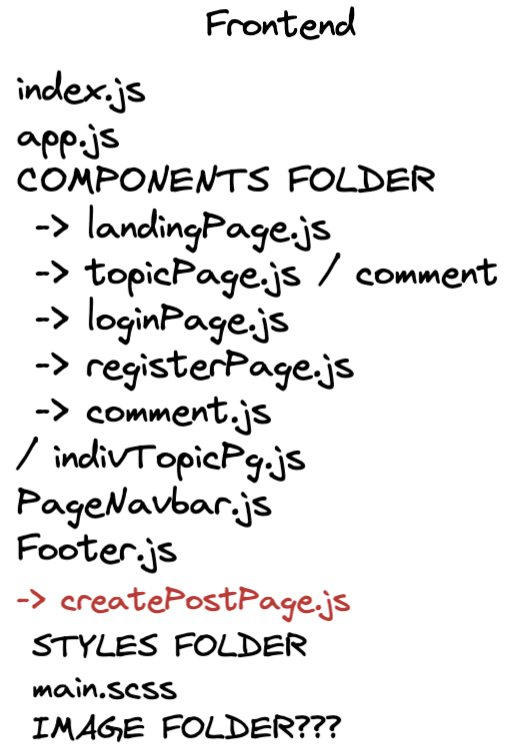 Frontend
index.js
app.js
COMPONENTS FOLDER
-> landingPage.js
-> topicPage.js / comment
-> loginPage.js
-> registerPage.js
-> comment.js
/ indivTopicPg.js
PageNavbar.js
Footer.js
-> createPostPage.js
STYLES FOLDER
main.scss
IMAGE FOLDER???